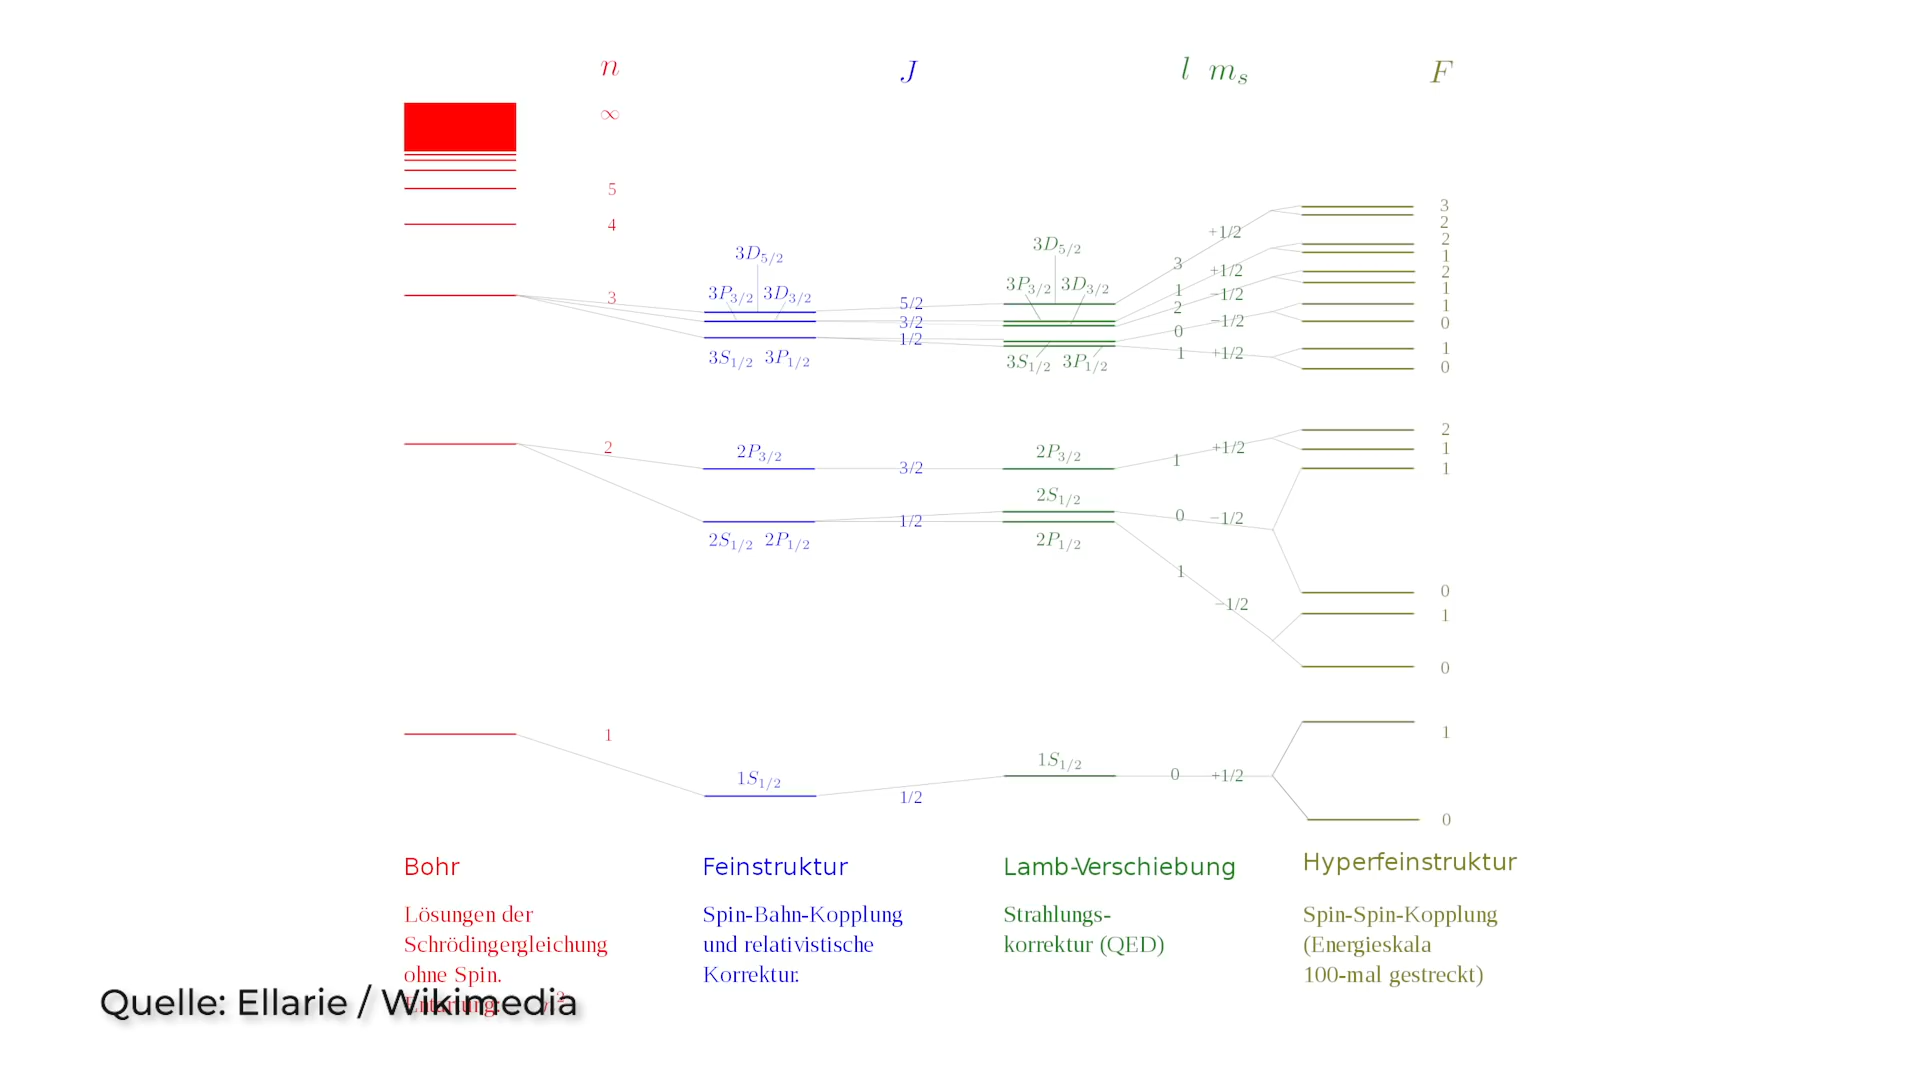 n J l m_s F
∞
5
4
3
2
1
3D_{5/2}
3P_{3/2} 3D_{3/2}
3S_{1/2} 3P_{1/2}
2P_{3/2}
2S_{1/2} 2P_{1/2}
1S_{1/2}
5/2
3/2
1/2
3/2
1/2
1/2
3D_{5/2}
3P_{3/2} 3D_{3/2}
3S_{1/2} 3P_{1/2}
2P_{3/2}
2S_{1/2}
2P_{1/2}
1S_{1/2}
3 +1/2
1 +1/2
2 −1/2
0 −1/2
1 +1/2
1 +1/2
0 −1/2
1 −1/2
0 +1/2
3
2
2
1
2
1
1
0
1
0
2
1
1
0
1
0
1
0
Bohr
Lösungen der
Schrödingergleichung
ohne Spin.
Feinstruktur
Spin-Bahn-Kopplung
und relativistische
Korrektur.
Lamb-Verschiebung
Strahlungs-
korrektur (QED)
Hyperfeinstruktur
Spin-Spin-Kopplung
(Energieskala
100-mal gestreckt)
Quelle: Ellarie / Wikimedia